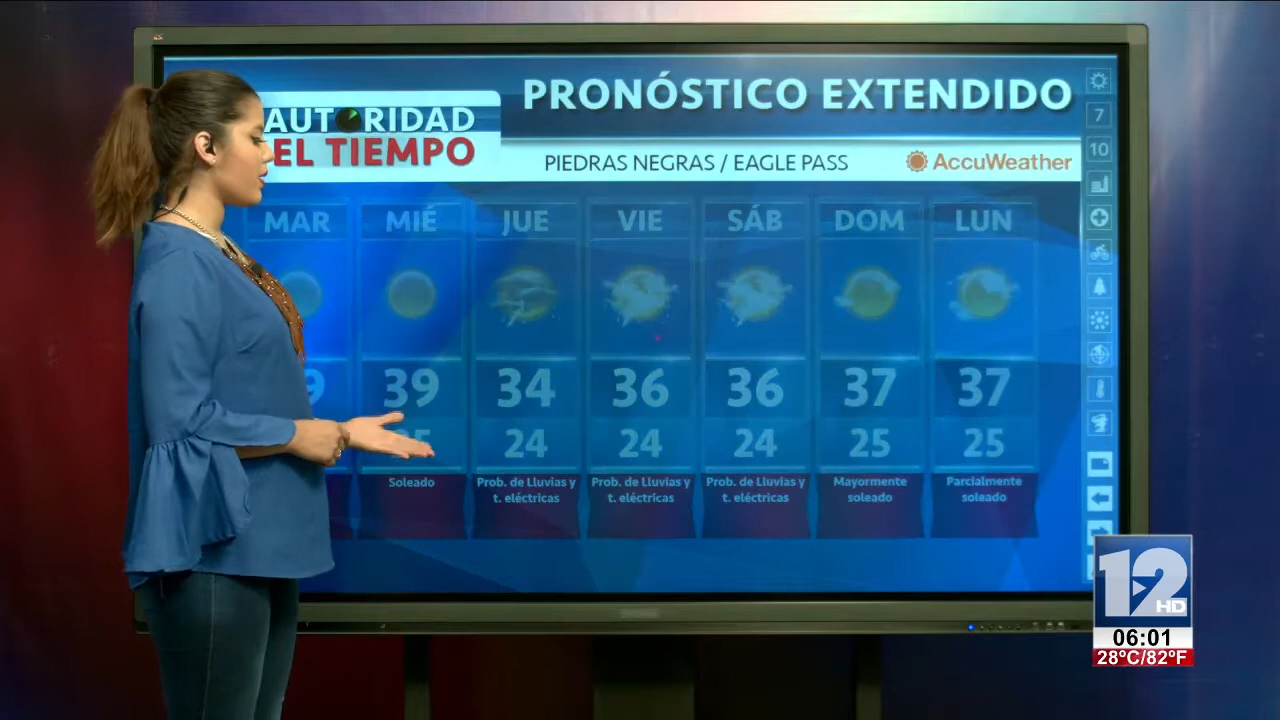 PRONÓSTICO EXTENDIDO
AUTORIDAD
EL TIEMPO
PIEDRAS NEGRAS / EAGLE PASS
AccuWeather
MAR MIÉ JUE VIE SÁB DOM LUN
9 39 34 36 36 37 37
24 24 24 25 25
Soleado Prob. de Lluvias y Prob. de Lluvias y Prob. de Lluvias y Mayormente Parcialmente
t. eléctricas t. eléctricas t. eléctricas soleado soleado
7
10
12
HD
06:01
28°C/82°F